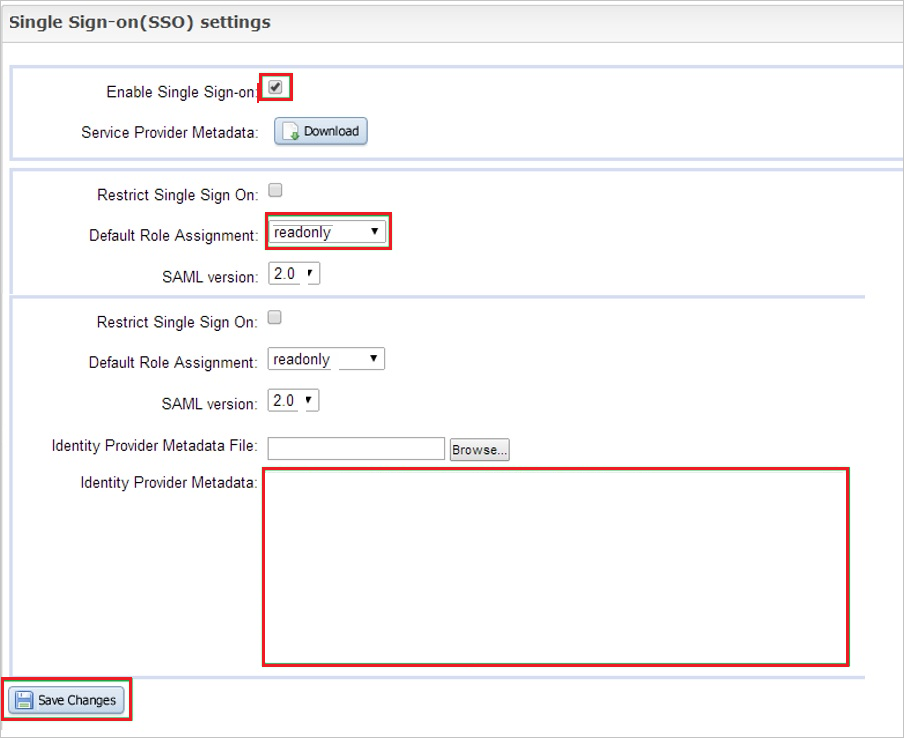 Single Sign-on(SSO) settings
Enable Single Sign-on:
Service Provider Metadata: Download
Restrict Single Sign On:
Default Role Assignment: readonly
SAML version: 2.0
Restrict Single Sign On:
Default Role Assignment: readonly
SAML version: 2.0
Identity Provider Metadata File: Browse...
Identity Provider Metadata:
Save Changes